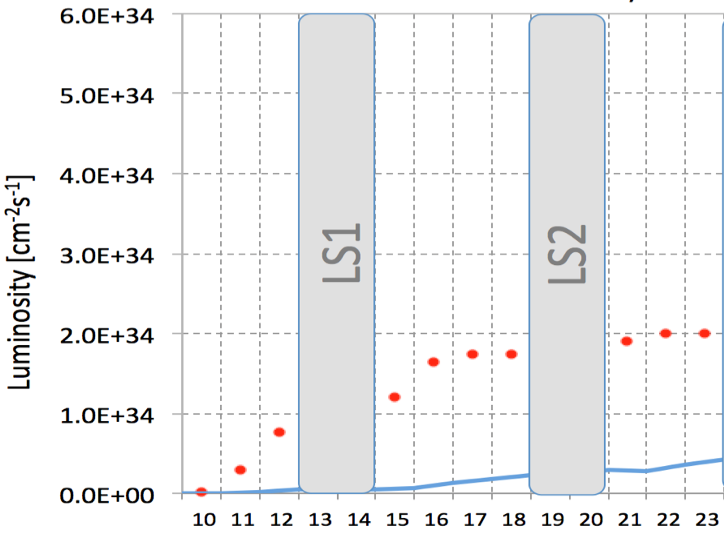 6.0E+34
5.0E+34
4.0E+34
3.0E+34
2.0E+34
1.0E+34
0.0E+00
Luminosity [cm-2s-1]
LS1
LS2
10 11 12 13 14 15 16 17 18 19 20 21 22 23